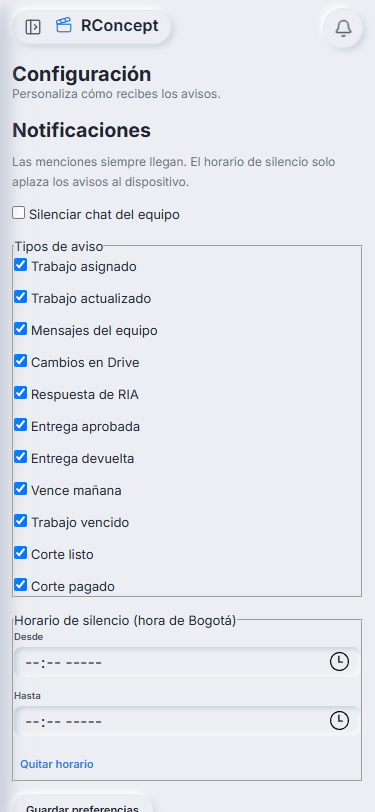 RConcept
Configuración
Personaliza cómo recibes los avisos.
Notificaciones
Las menciones siempre llegan. El horario de silencio solo
aplaza los avisos al dispositivo.
Silenciar chat del equipo
Tipos de aviso
Trabajo asignado
Trabajo actualizado
Mensajes del equipo
Cambios en Drive
Respuesta de RIA
Entrega aprobada
Entrega devuelta
Vence mañana
Trabajo vencido
Corte listo
Corte pagado
Horario de silencio (hora de Bogotá)
Desde
--:-- -----
Hasta
--:-- -----
Quitar horario
Guardar preferencias